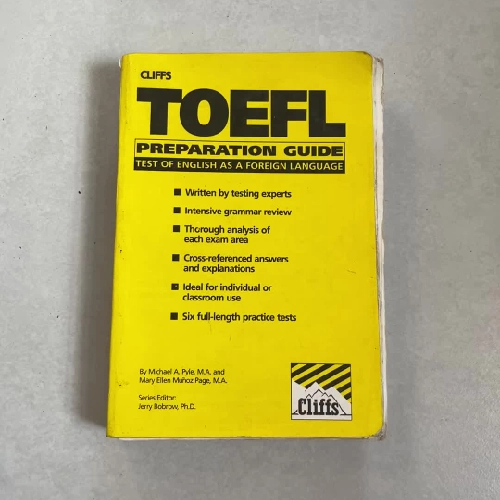 CLIFFS
TOEFL
PREPARATION GUIDE
TEST OF ENGLISH AS A FOREIGN LANGUAGE
Written by testing experts
Intensive grammar review
Thorough analysis of
each exam area
Cross-referenced answers
and explanations
Ideal for individual or
classroom use
Six full-length practice tests
By Michael A. Pyle, M.A. and
Mary Ellen Muñoz Page, M.A.
Series Editor:
Jerry Bobrow, Ph.D.
Cliffs